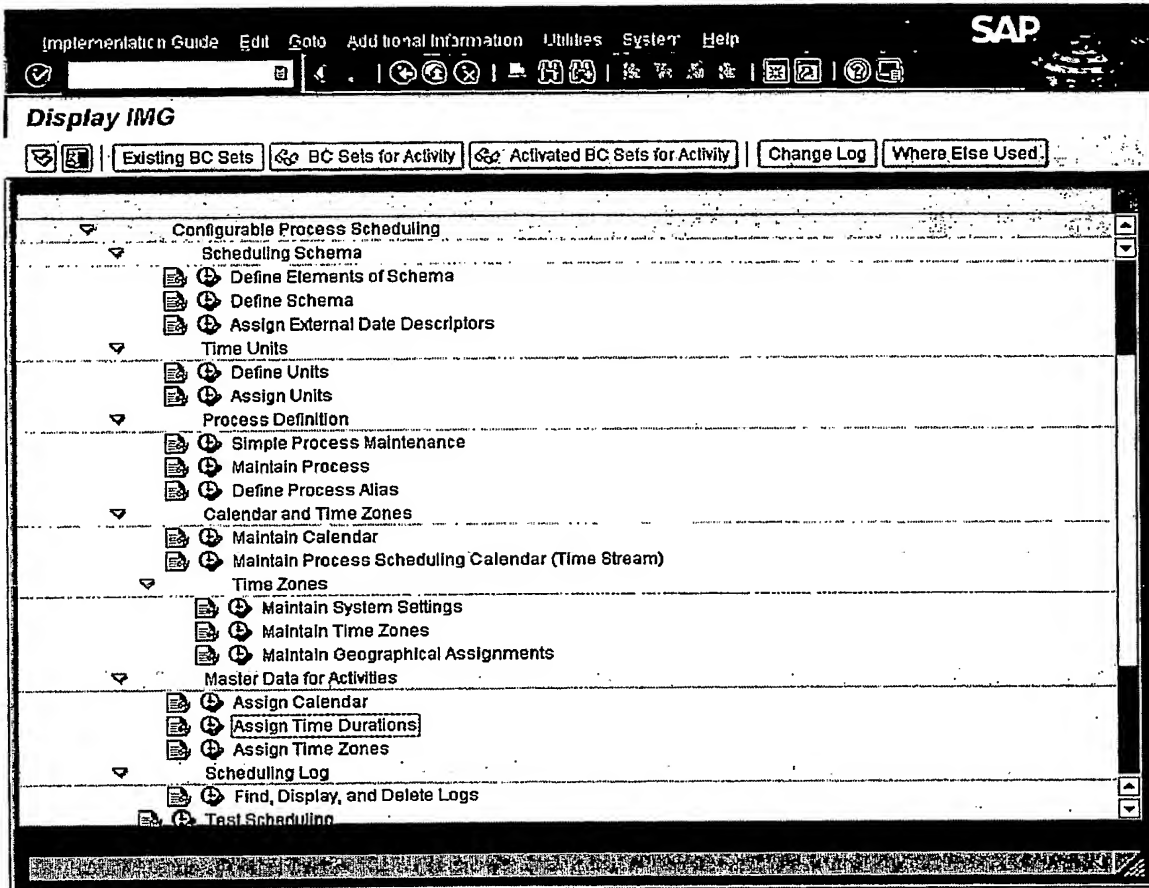 SAP
Implementation Guide Edit Goto Additional Information Utilities System Help
Display IMG
Existing BC Sets BC Sets for Activity Activated BC Sets for Activity Change Log Where Else Used
Configurable Process Scheduling
Scheduling Schema
Define Elements of Schema
Define Schema
Assign External Date Descriptors
Time Units
Define Units
Assign Units
Process Definition
Simple Process Maintenance
Maintain Process
Define Process Alias
Calendar and Time Zones
Maintain Calendar
Maintain Process Scheduling Calendar (Time Stream)
Time Zones
Maintain System Settings
Maintain Time Zones
Maintain Geographical Assignments
Master Data for Activities
Assign Calendar
Assign Time Durations
Assign Time Zones
Scheduling Log
Find, Display, and Delete Logs
Test Scheduling